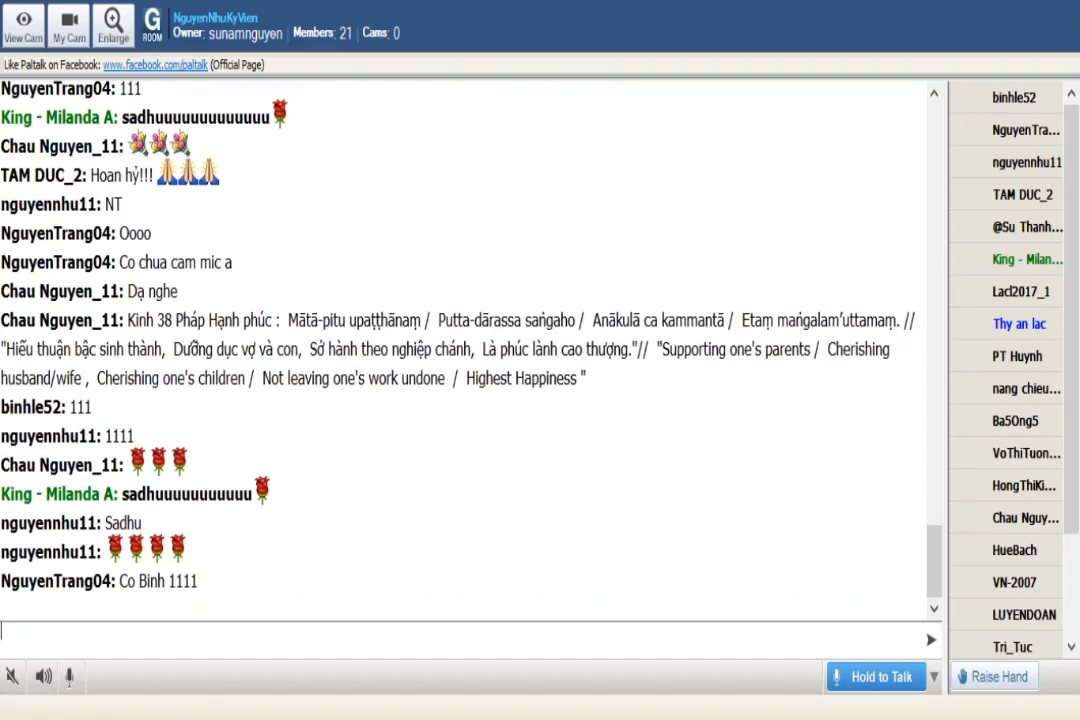 View Cam
My Cam
Enlarge
G
ROOM
NguyenNhuKyVien
Owner: sunamnguyen | Members: 21 | Cams: 0
Like Paltalk on Facebook: www.facebook.com/paltalk (Official Page)
NguyenTrang04: 111
King - Milanda A: sadhuuuuuuuuuuuuu
Chau Nguyen_11:
TAM DUC_2: Hoan hỷ!!!
nguyennhu11: NT
NguyenTrang04: Oooo
NguyenTrang04: Co chua cam mic a
Chau Nguyen_11: Dạ nghe
Chau Nguyen_11: Kinh 38 Pháp Hạnh phúc : Mātā-pitu upaṭṭhānaṃ / Putta-dārassa saṅgaho / Anākulā ca kammantā / Etaṃ maṅgalam’uttamaṃ. //
"Hiếu thuận bậc sinh thành, Dưỡng dục vợ và con, Sở hành theo nghiệp chánh, Là phúc lành cao thượng."// "Supporting one's parents / Cherishing
husband/wife , Cherishing one's children / Not leaving one's work undone / Highest Happiness "
binhle52: 111
nguyennhu11: 1111
Chau Nguyen_11:
King - Milanda A: sadhuuuuuuuuuuu
nguyennhu11: Sadhu
nguyennhu11:
NguyenTrang04: Co Binh 1111
Hold to Talk
binhle52
NguyenTra...
nguyennhu11
TAM DUC_2
@Su Thanh...
King - Milan...
Lacl2017_1
Thy an lac
PT Huynh
nang chieu...
Ba5Ong5
VoThiTuon...
HongThiKi...
Chau Nguy...
HueBach
VN-2007
LUYENDOAN
Tri_Tuc
Raise Hand